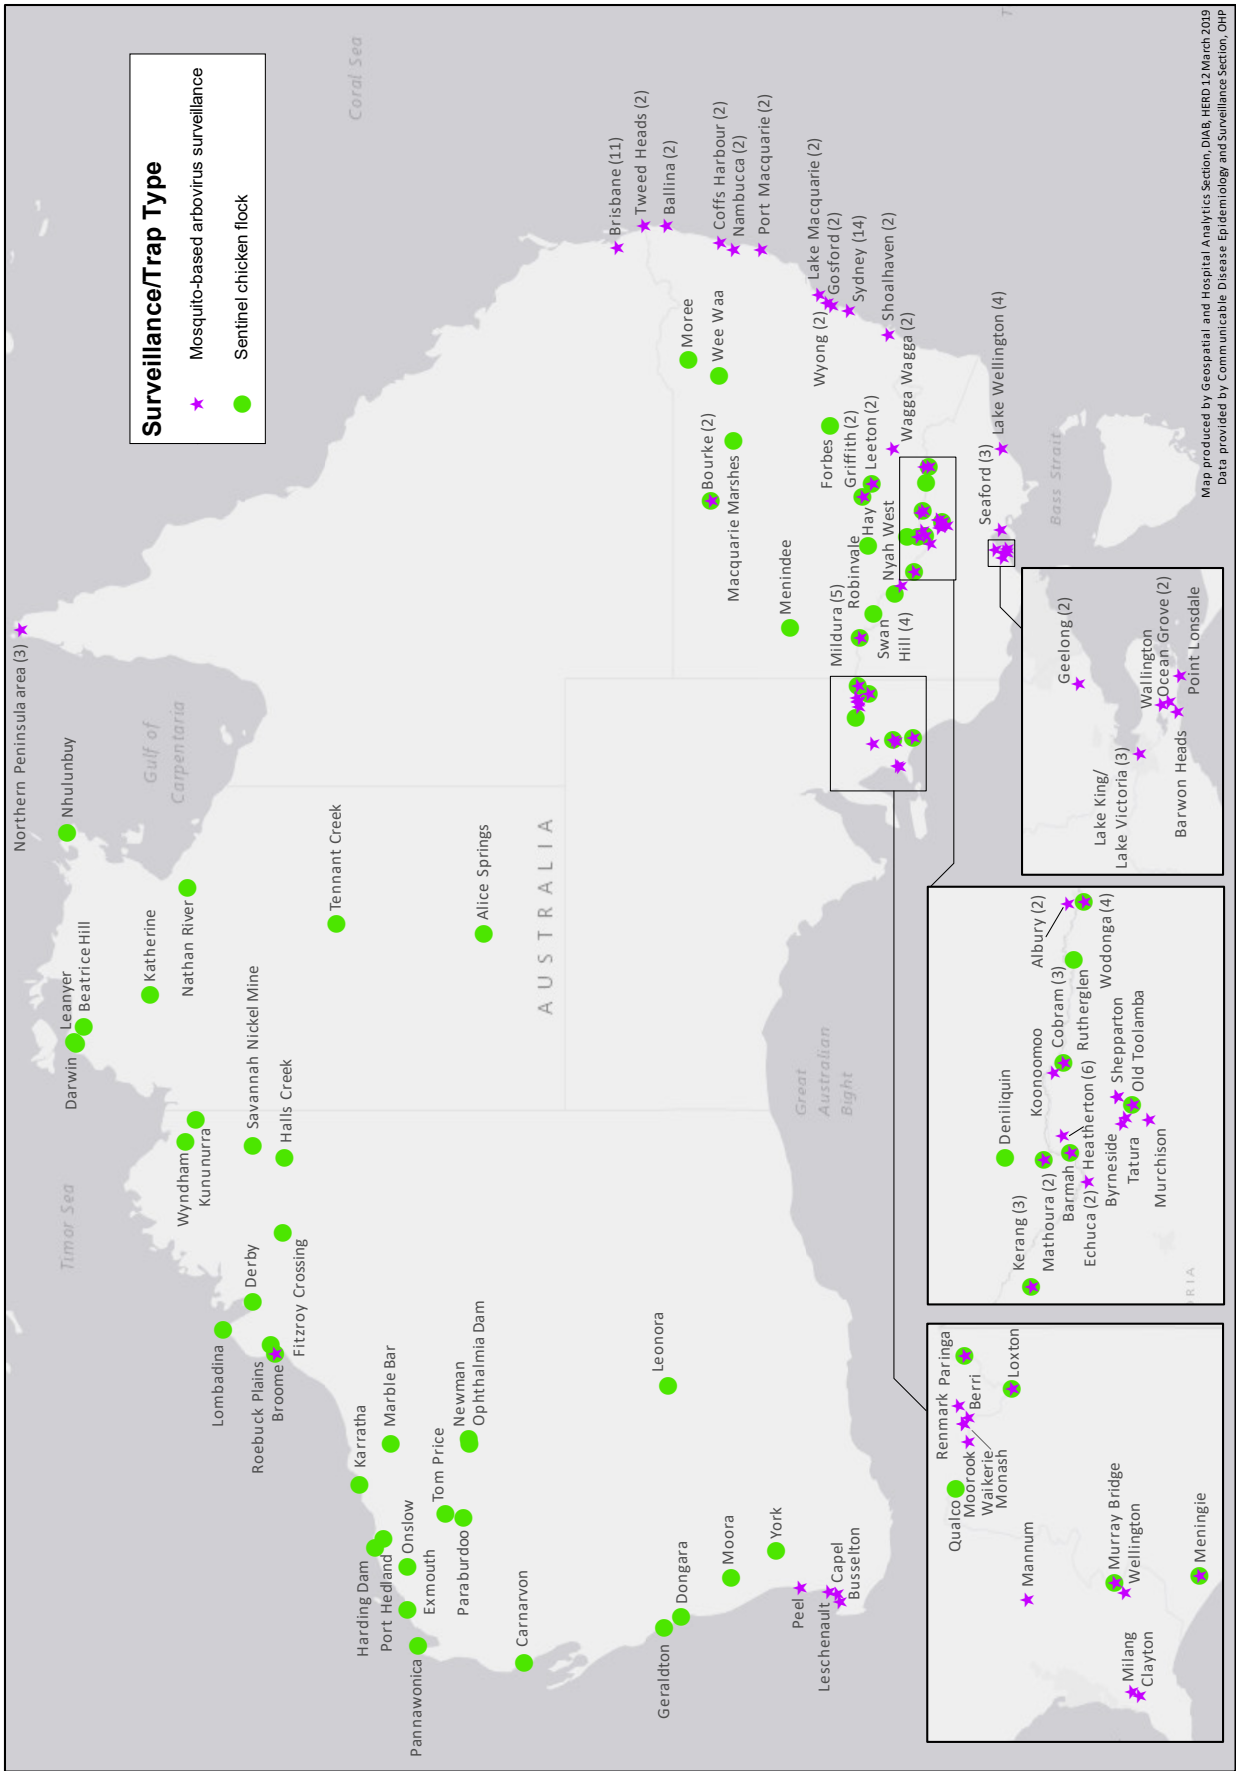 Surveillance/Trap Type
Mosquito-based arbovirus surveillance
Sentinel chicken flock
Coral Sea
Timor Sea
Gulf of
Carpentaria
Great
Australian
Bight
Bass Strait
AUSTRALIA
Northern Peninsula area (3)
Nhulunbuy
Darwin
Leanyer
Beatrice Hill
Katherine
Nathan River
Tennant Creek
Alice Springs
Wyndham
Kununurra
Savannah Nickel Mine
Halls Creek
Lombadina
Derby
Fitzroy Crossing
Roebuck Plains
Broome
Karratha
Marble Bar
Harding Dam
Port Hedland
Onslow
Exmouth
Pannawonica
Tom Price
Paraburdoo
Newman
Ophthalmia Dam
Carnarvon
Leonora
Geraldton
Dongara
Moora
York
Peel
Leschenault
Capel
Busselton
Brisbane (11)
Tweed Heads (2)
Ballina (2)
Coffs Harbour (2)
Nambucca (2)
Port Macquarie (2)
Moree
Wee Waa
Bourke (2)
Macquarie Marshes
Menindee
Lake Macquarie (2)
Gosford (2)
Wyong (2)
Sydney (14)
Shoalhaven (2)
Wagga Wagga (2)
Forbes
Griffith (2)
Leeton (2)
Hay
Nyah West
Robinvale
Mildura (5)
Swan
Hill (4)
Lake Wellington (4)
Seaford (3)
Renmark
Paringa
Berri
Loxton
Qualco
Moorook
Waikerie
Monash
Mannum
Murray Bridge
Wellington
Meningie
Milang
Clayton
Kerang (3)
Deniliquin
Mathoura (2)
Barmah
Echuca (2)
Heatherton (6)
Koonoomoo
Cobram (3)
Rutherglen
Albury (2)
Wodonga (4)
Byrneside
Tatura
Shepparton
Old Toolamba
Murchison
RIA
Geelong (2)
Wallington
Ocean Grove (2)
Point Lonsdale
Barwon Heads
Lake King/
Lake Victoria (3)
T
Map produced by Geospatial and Hospital Analytics Section, DIAB, HERD 12 March 2019
Data provided by Communicable Disease Epidemiology and Surveillance Section, OHP